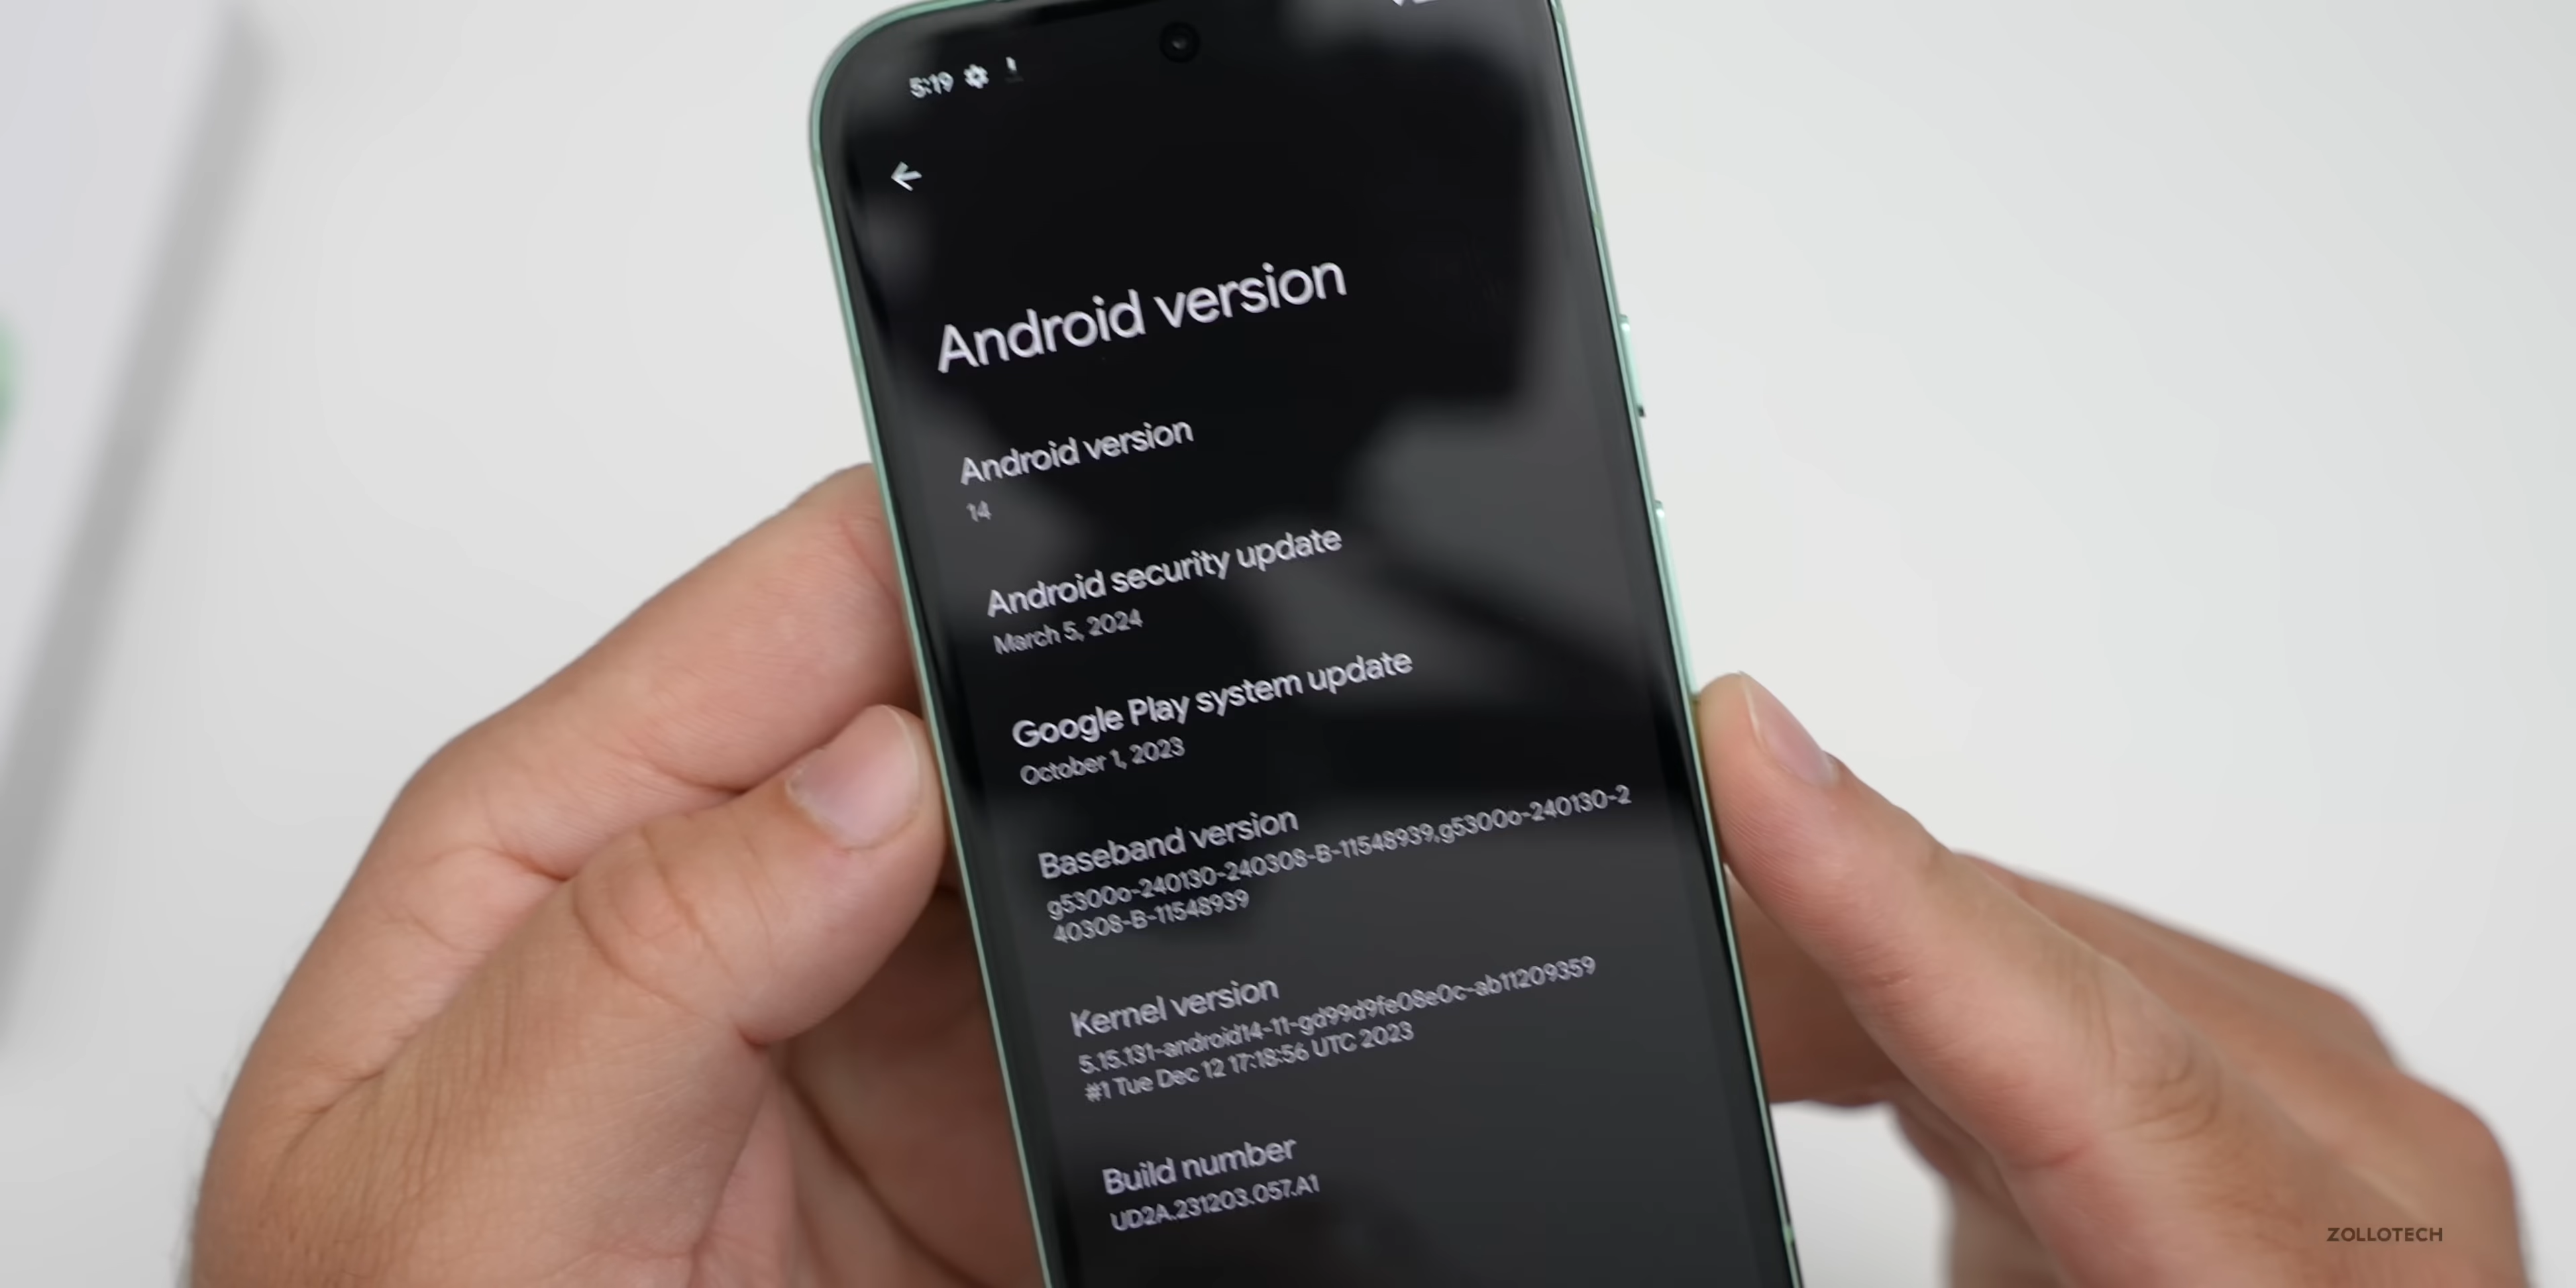 5:19
Android version
Android version
14
Android security update
March 5, 2024
Google Play system update
October 1, 2023
Baseband version
g5300o-240130-240308-B-11548939,g5300o-240130-2
40308-B-11548939
Kernel version
5.15.131-android14-11-gd99d9fe08e0c-ab11209359
#1 Tue Dec 12 17:18:56 UTC 2023
Build number
UD2A.231203.057.A1
ZOLLOTECH